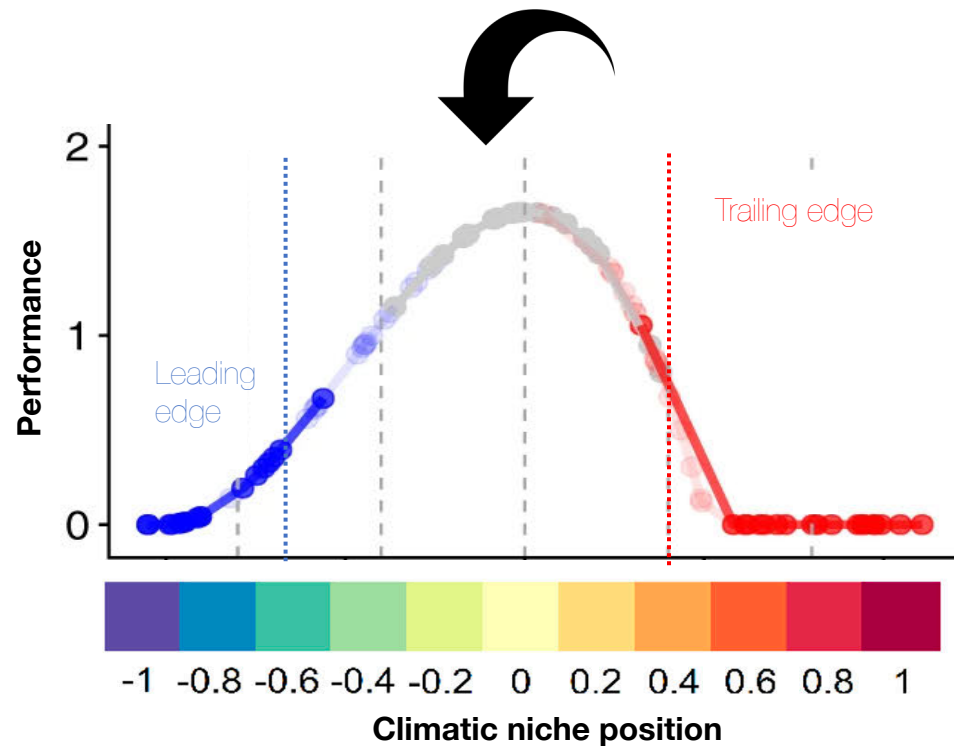 2
Trailing edge
Performance
1
Leading
edge
0
-1 -0.8 -0.6 -0.4 -0.2 0 0.2 0.4 0.6 0.8 1
Climatic niche position